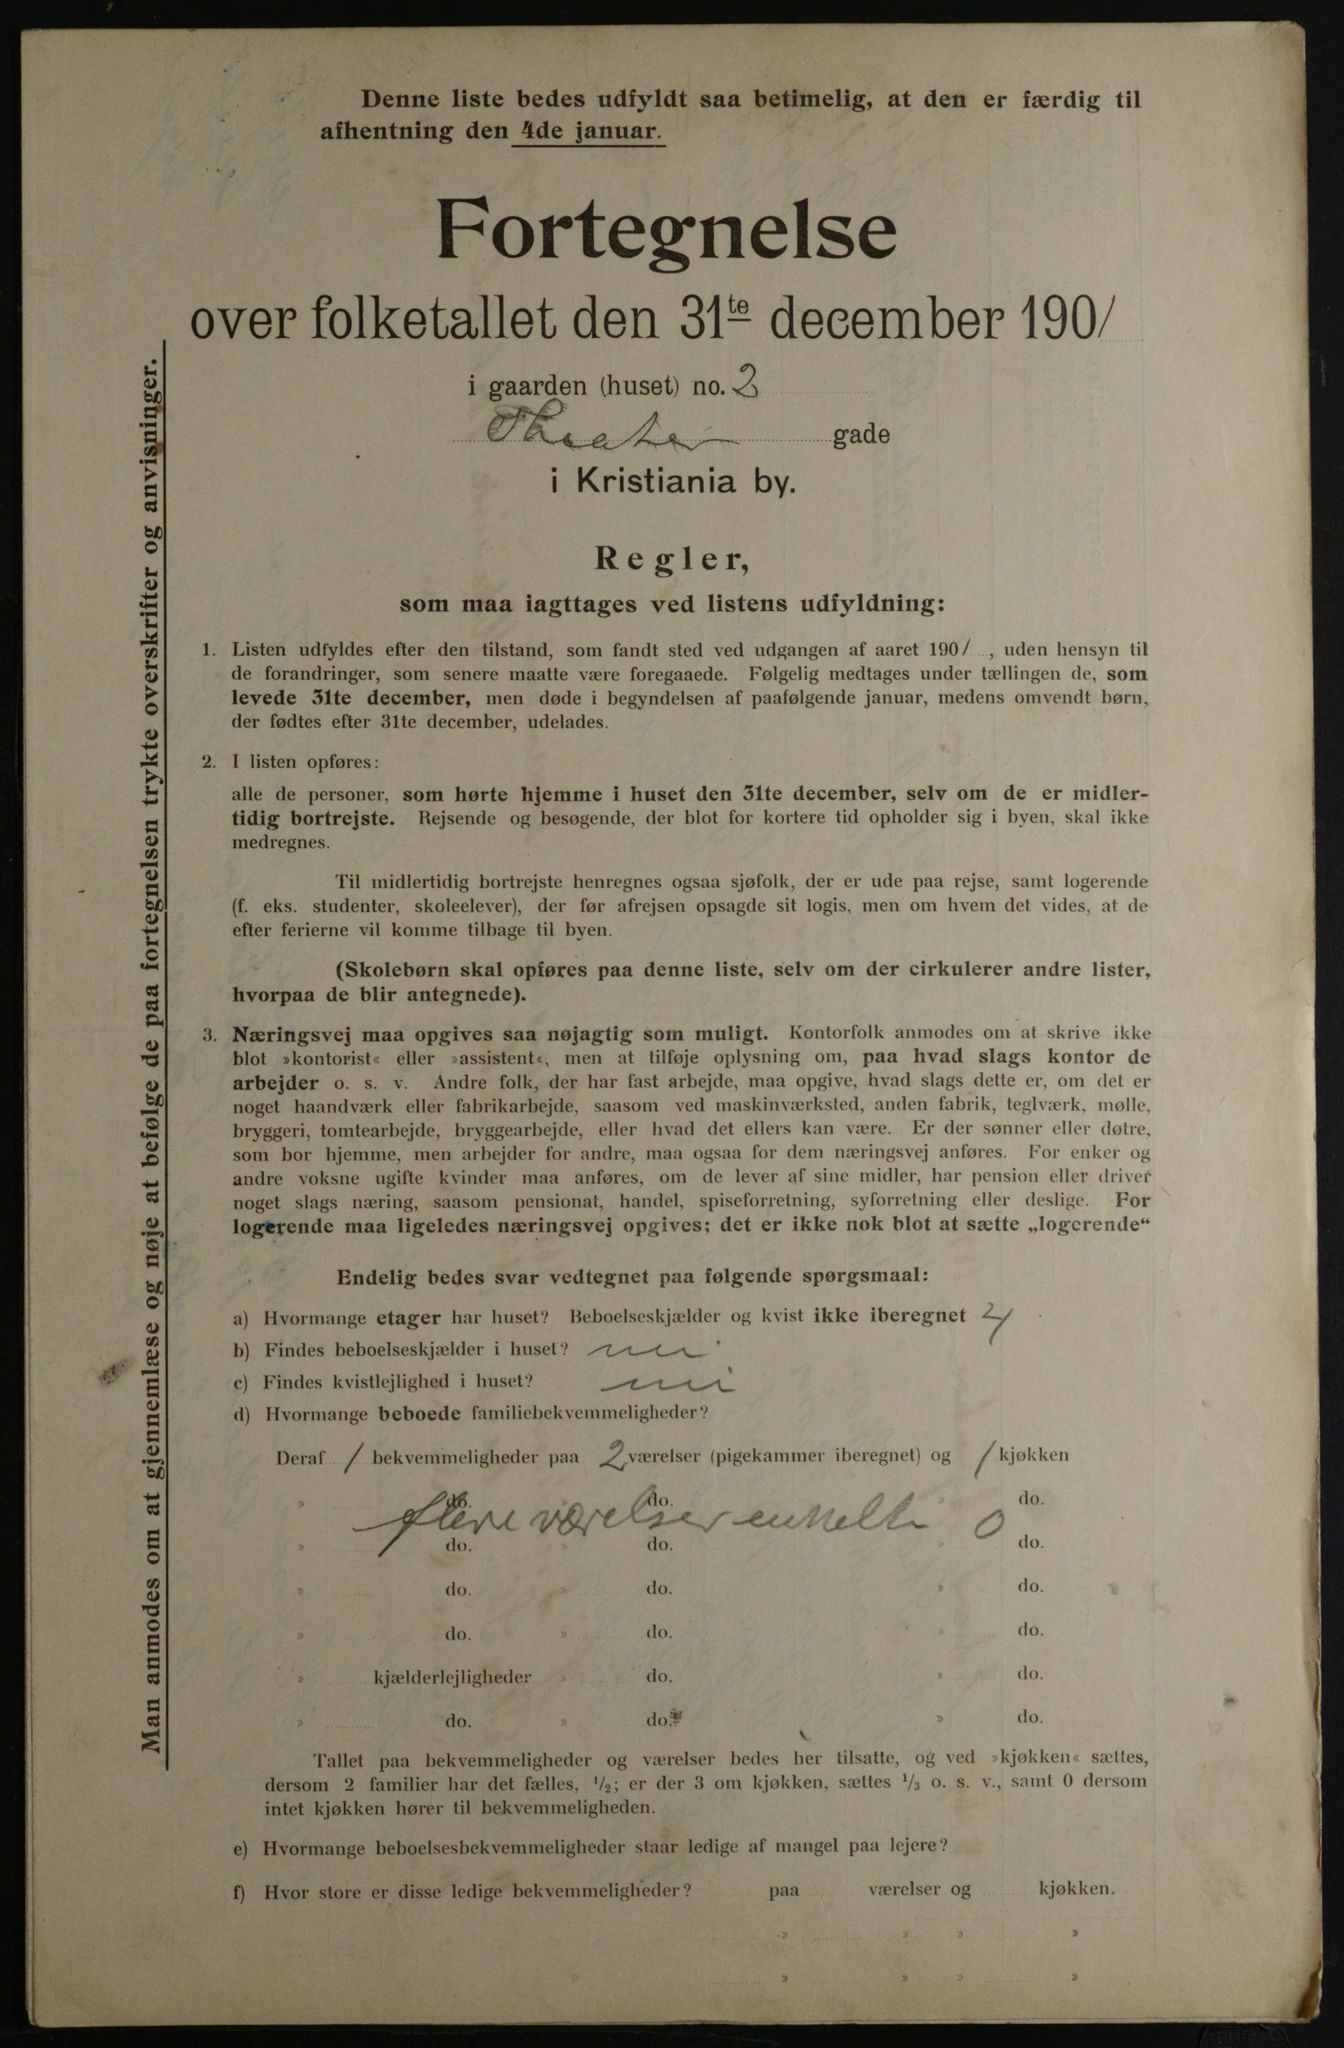 Denne liste bedes udfyldt saa betimelig, at den er færdig til
afhentning den 4de januar.
Fortegnelse
over folketallet den 31te december 190/
i gaarden (huset) no. 2
Theater gade
i Kristiania by.
Regler,
som maa iagttages ved listens udfyldning:
1. Listen udfyldes efter den tilstand, som fandt sted ved udgangen af aaret 190/ , uden hensyn til
de forandringer, som senere maatte være foregaaede. Følgelig medtages under tællingen de, som
levede 31te december, men døde i begyndelsen af paafølgende januar, medens omvendt børn,
der fødtes efter 31te december, udelades.
2. I listen opføres:
alle de personer, som hørte hjemme i huset den 31te december, selv om de er midler-
tidig bortrejste. Rejsende og besøgende, der blot for kortere tid opholder sig i byen, skal ikke
medregnes.
Til midlertidig bortrejste henregnes ogsaa sjøfolk, der er ude paa rejse, samt logerende
(f. eks. studenter, skoleelever), der før afrejsen opsagde sit logis, men om hvem det vides, at de
efter ferierne vil komme tilbage til byen.
(Skolebørn skal opføres paa denne liste, selv om der cirkulerer andre lister,
hvorpaa de blir antegnede).
3. Næringsvej maa opgives saa nøjagtig som muligt. Kontorfolk anmodes om at skrive ikke
blot »kontorist« eller »assistent«, men at tilføje oplysning om, paa hvad slags kontor de
arbejder o. s. v. Andre folk, der har fast arbejde, maa opgive, hvad slags dette er, om det er
noget haandværk eller fabrikarbejde, saasom ved maskinværksted, anden fabrik, teglværk, mølle,
bryggeri, tomtearbejde, bryggearbejde, eller hvad det ellers kan være. Er der sønner eller døtre,
som bor hjemme, men arbejder for andre, maa ogsaa for dem næringsvej anføres. For enker og
andre voksne ugifte kvinder maa anføres, om de lever af sine midler, har pension eller driver
noget slags næring, saasom pensionat, handel, spiseforretning, syforretning eller deslige. For
logerende maa ligeledes næringsvej opgives; det er ikke nok blot at sætte „logerende“
Endelig bedes svar vedtegnet paa følgende spørgsmaal:
a) Hvormange etager har huset? Beboelseskjælder og kvist ikke iberegnet 4
b) Findes beboelseskjælder i huset? nei
c) Findes kvistlejlighed i huset? nei
d) Hvormange beboede familiebekvemmeligheder?
Deraf 1 bekvemmeligheder paa 2 værelser (pigekammer iberegnet) og 1 kjøkken
» do. » do. » do.
flere værelser enkelte 0
» do. » do. do.
» do. » do. » do.
» do. » do. » do.
» kjælderlejligheder » do. » do.
» do. » do. » do.
Tallet paa bekvemmeligheder og værelser bedes her tilsatte, og ved »kjøkken« sættes,
dersom 2 familier har det fælles, 1/2; er der 3 om kjøkken, sættes 1/3 o. s. v., samt 0 dersom
intet kjøkken hører til bekvemmeligheden.
e) Hvormange beboelsesbekvemmeligheder staar ledige af mangel paa lejere?
f) Hvor store er disse ledige bekvemmeligheder? paa værelser og kjøkken.
» » » »
» » » »
Man anmodes om at gjennemlæse og nøje at befølge de paa fortegnelsen trykte overskrifter og anvisninger.